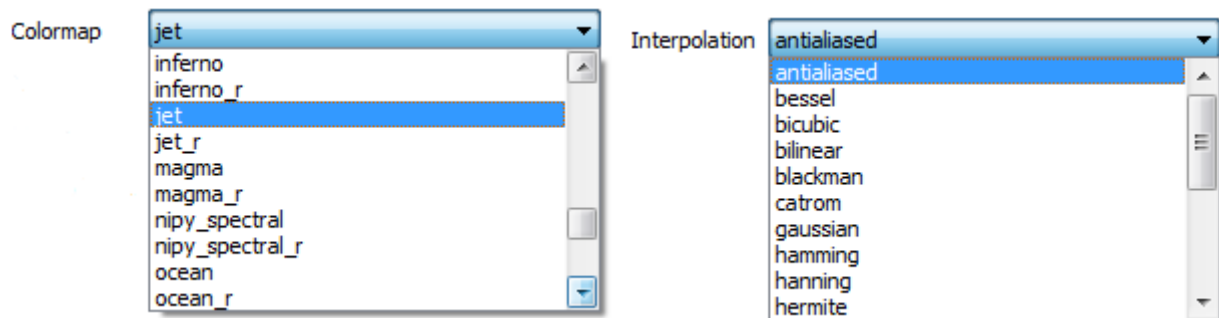 Colormap jet
inferno
inferno_r
jet
jet_r
magma
magma_r
nipy_spectral
nipy_spectral_r
ocean
ocean_r
Interpolation antialiased
antialiased
bessel
bicubic
bilinear
blackman
catrom
gaussian
hamming
hanning
hermite